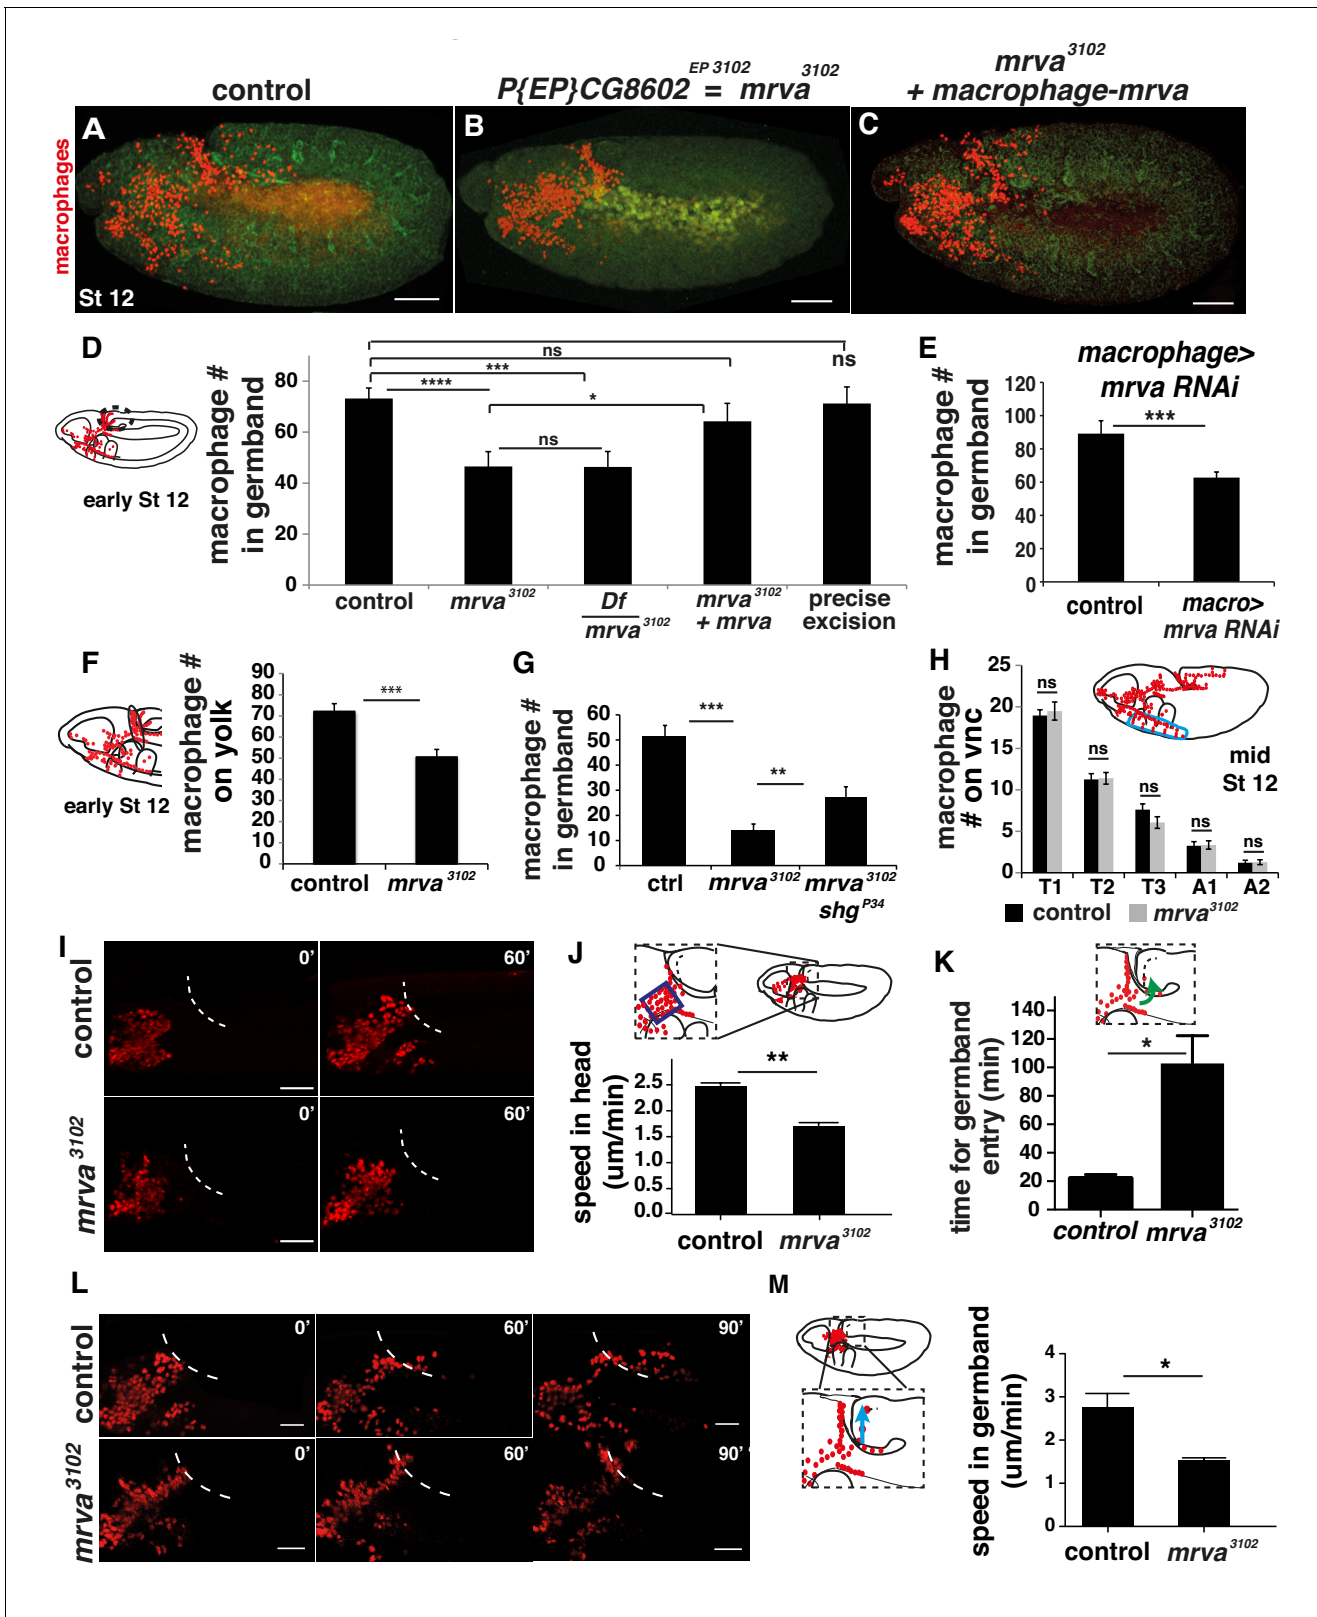 control
P{EP}CG8602 EP 3102 = mrva 3102
mrva 3102
+ macrophage-mrva
macrophages
A
St 12
B
C
D
early St 12
macrophage #
in germband
80
60
40
20
0
ns
ns
***
****
*
ns
control
mrva 3102
Df
mrva 3102
mrva 3102
+ mrva
precise
excision
E
macrophage>
mrva RNAi
macrophage #
in germband
120
100
80
60
40
20
0
***
control
macro>
mrva RNAi
F
early St 12
macrophage #
on yolk
90
80
70
60
50
40
30
20
10
0
***
control
mrva 3102
G
macrophage #
in germband
60
50
40
30
20
10
0
***
**
ctrl
mrva 3102
mrva 3102
shg P34
H
macrophage
# on vnc
25
20
15
10
5
0
ns
ns
ns
ns
ns
mid
St 12
T1
T2
T3
A1
A2
control
mrva 3102
I
control
0'
60'
mrva 3102
0'
60'
J
speed in head
(um/min)
2.5
2.0
1.5
1.0
0.5
0.0
**
control
mrva 3102
K
time for germband
entry (min)
140
120
100
80
60
40
20
0
*
control
mrva 3102
L
control
0'
60'
90'
mrva 3102
0'
60'
90'
M
speed in germband
(um/min)
4
3
2
1
0
*
control
mrva 3102